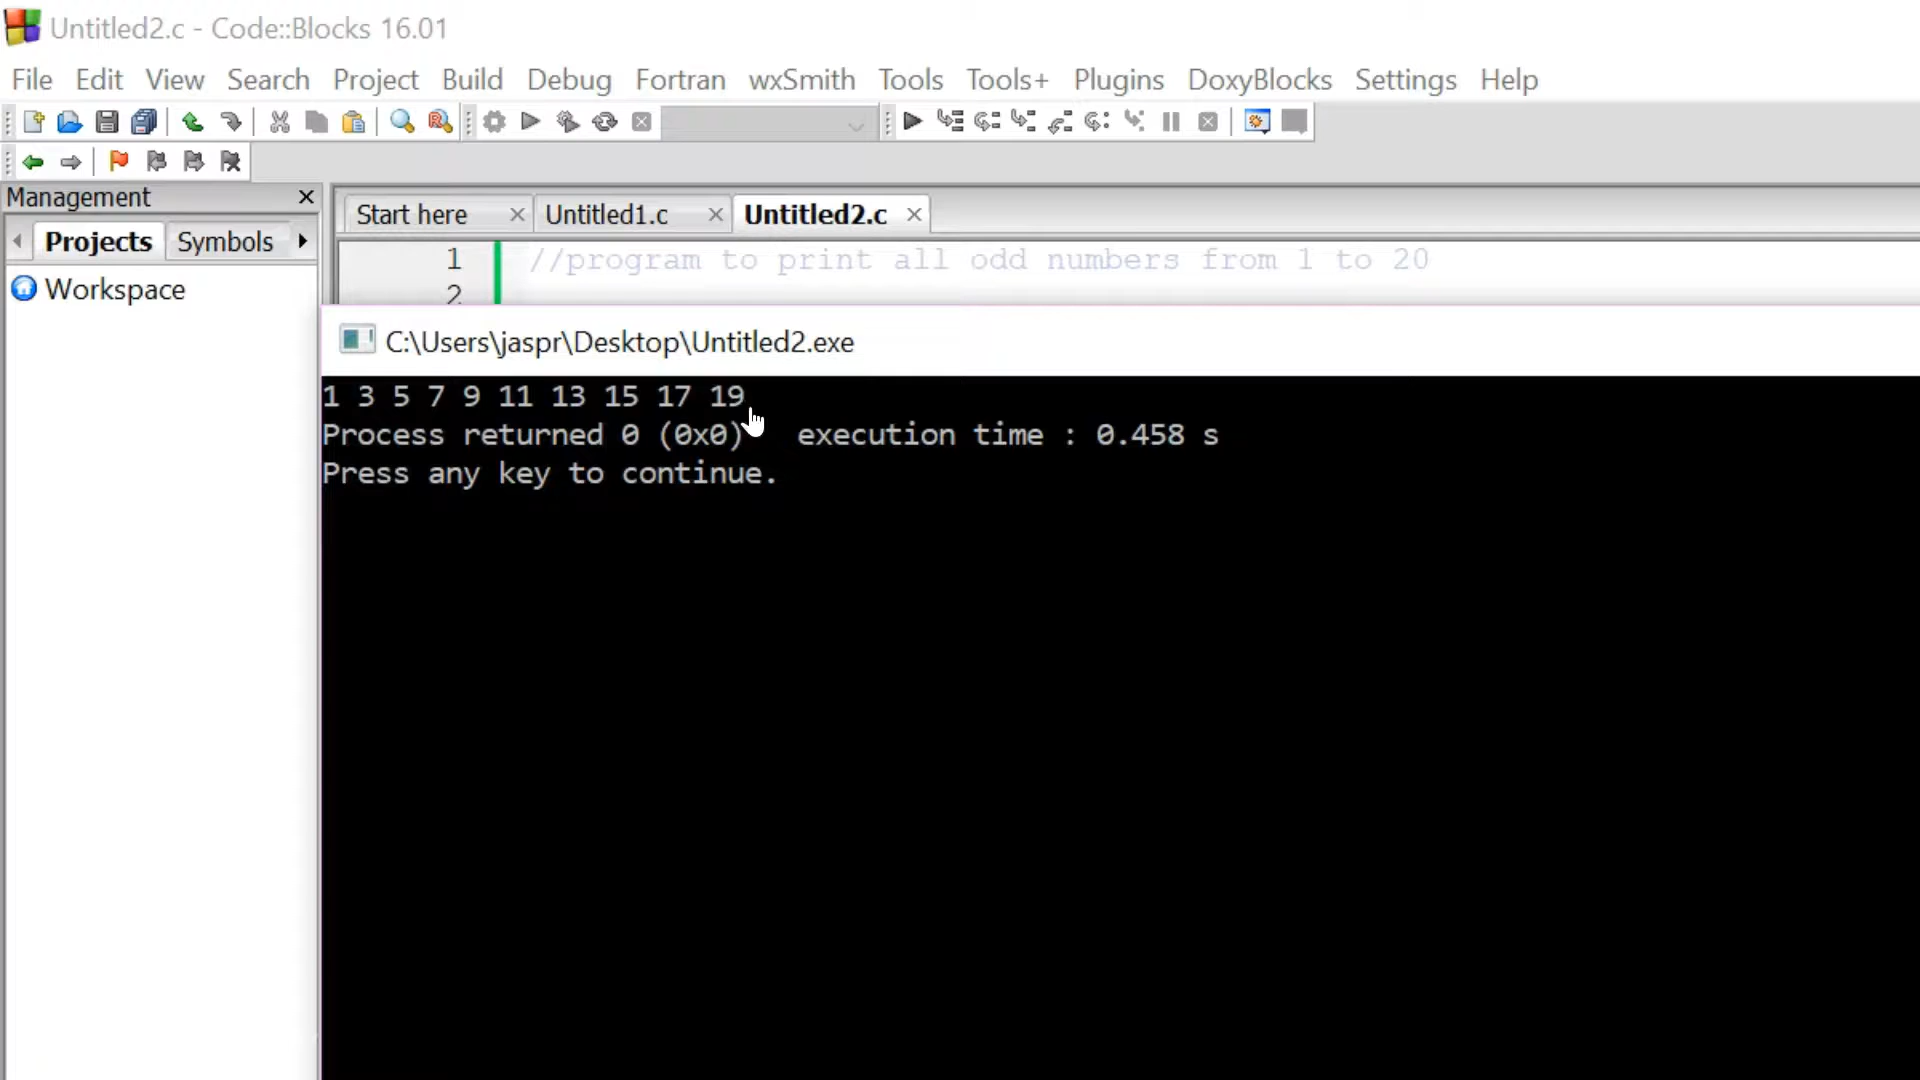 Untitled2.c - Code::Blocks 16.01
File Edit View Search Project Build Debug Fortran wxSmith Tools Tools+ Plugins DoxyBlocks Settings Help
Management
Start here Untitled1.c Untitled2.c
Projects Symbols
1 //program to print all odd numbers from 1 to 20
Workspace
2
C:\Users\jaspr\Desktop\Untitled2.exe
1 3 5 7 9 11 13 15 17 19
Process returned 0 (0x0) execution time : 0.458 s
Press any key to continue.